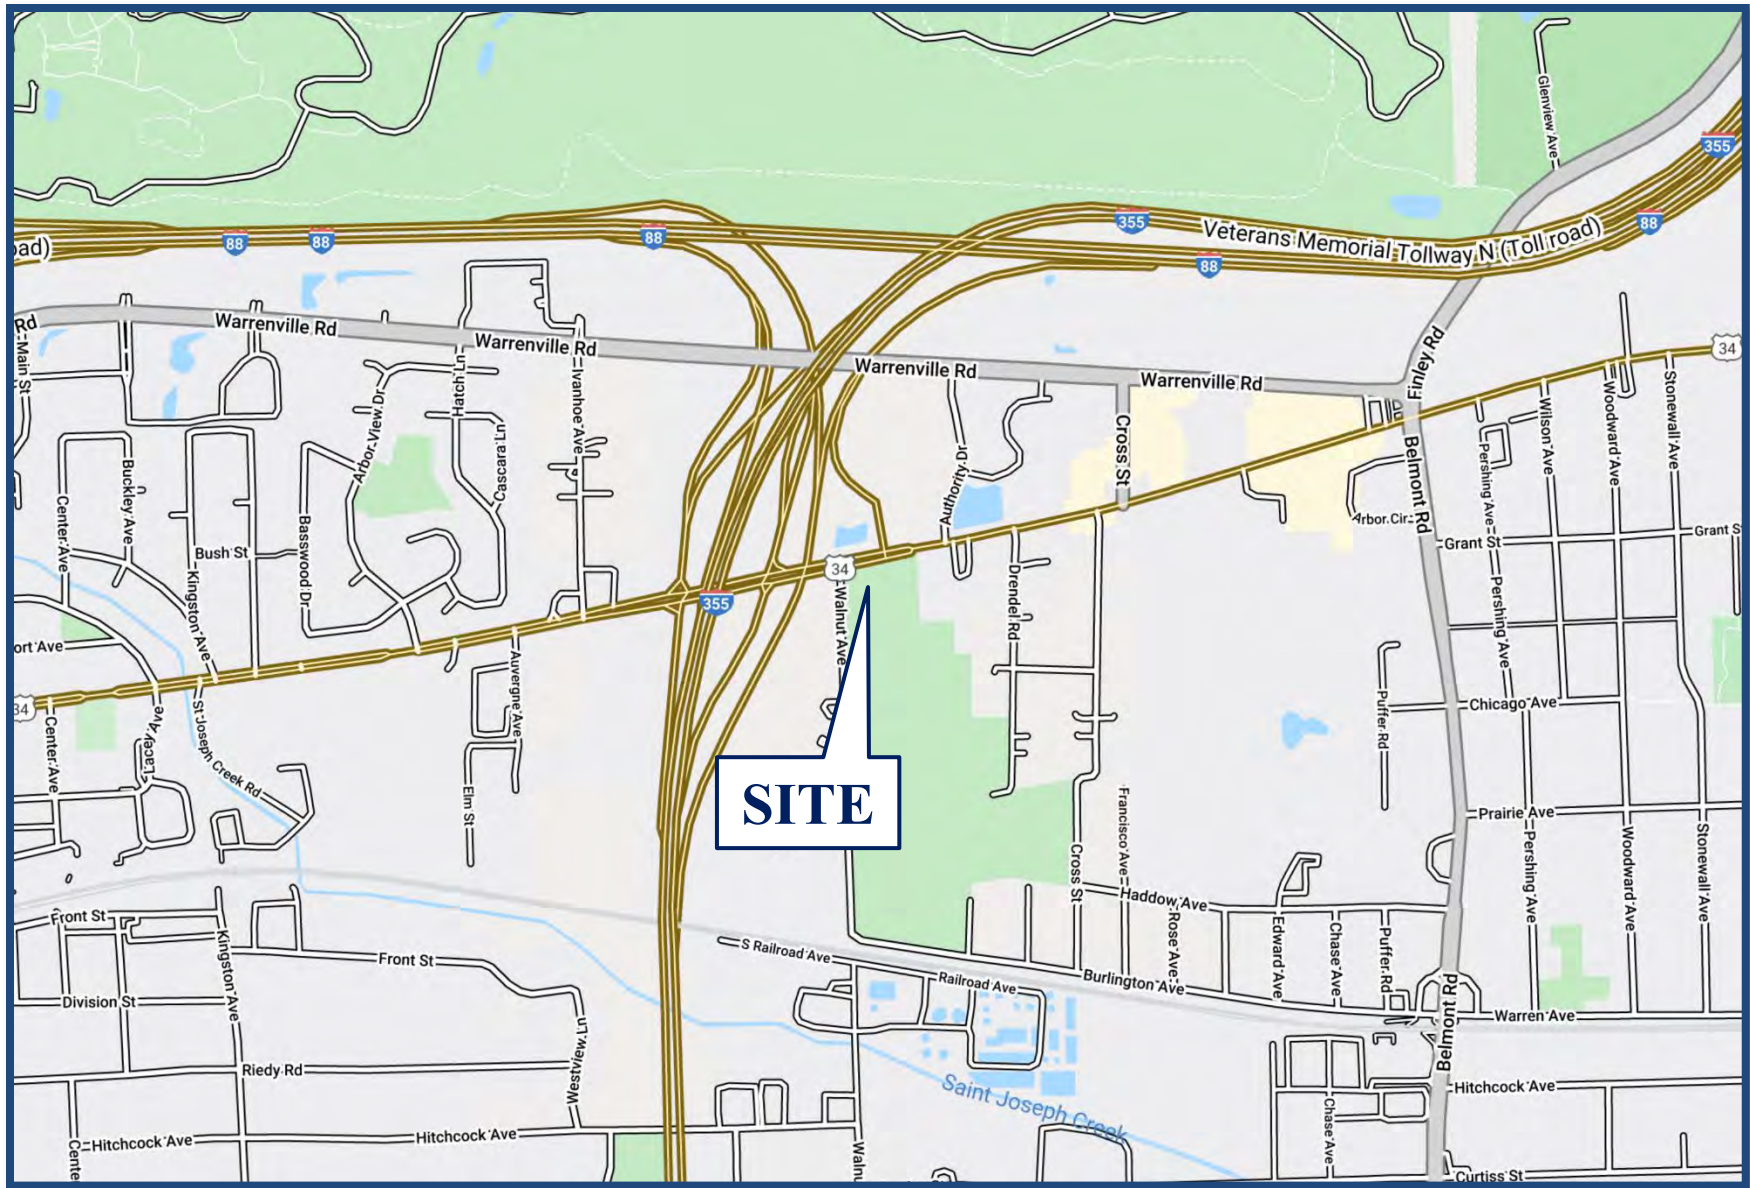 Glenview Ave
355
355
88
88
88
88
88
Veterans Memorial Tollway N (Toll road)
oad)
Rd
Warrenville Rd
Warrenville Rd
Warrenville Rd
Warrenville Rd
Finley Rd
34
Main St
Hatch Ln
Ivanhoe Ave
Arbor View Dr
Cascara Ln
Cross St
Authority Dr
Belmont Rd
Wilson Ave
Woodward Ave
Stonewall Ave
Pershing Ave
Center Ave
Buckley Ave
Basswood Dr
Bush St
Kingston Ave
Arbor Cir
Grant St
Grant S
34
355
Walnut Ave
Drendel Rd
Pershing Ave
ort Ave
34
Center Ave
Lacey Ave
St Joseph Creek Rd
Auvergne Ave
Elm St
Puffer Rd
Chicago Ave
SITE
Francisco Ave
Prairie Ave
Cross St
Pershing Ave
Woodward Ave
Stonewall Ave
Haddow Ave
Rose Ave
Edward Ave
Chase Ave
Puffer Rd
Front St
Kingston Ave
Front St
S Railroad Ave
Railroad Ave
Burlington Ave
Division St
Belmont Rd
Warren Ave
Riedy Rd
Westview Ln
Saint Joseph Creek
Hitchcock Ave
Chase Ave
Cente
Hitchcock Ave
Hitchcock Ave
Walnu
Curtiss St